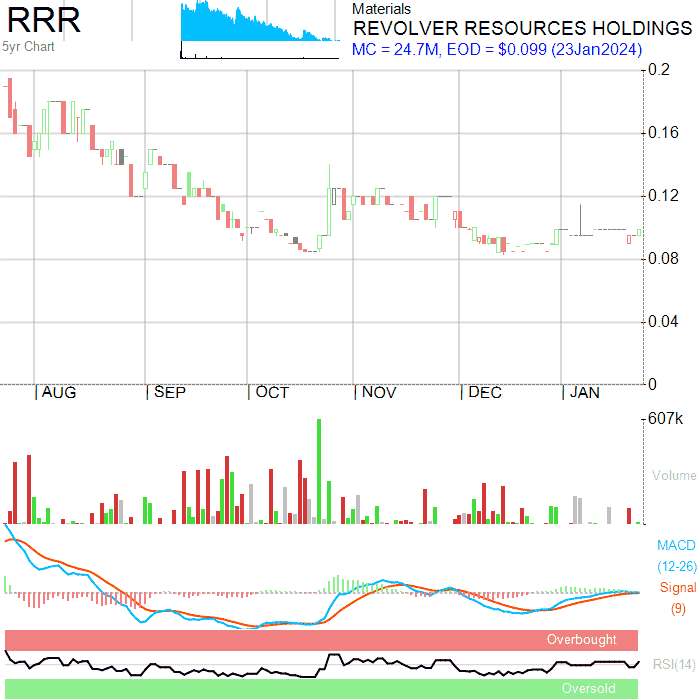 RRR
5yr Chart
Materials
REVOLVER RESOURCES HOLDINGS
MC = 24.7M, EOD = $0.099 (23Jan2024)
0.2
0.16
0.12
0.08
0.04
0
AUG SEP OCT NOV DEC JAN
607k
Volume
MACD
(12-26)
Signal
(9)
Overbought
RSI(14)
Oversold